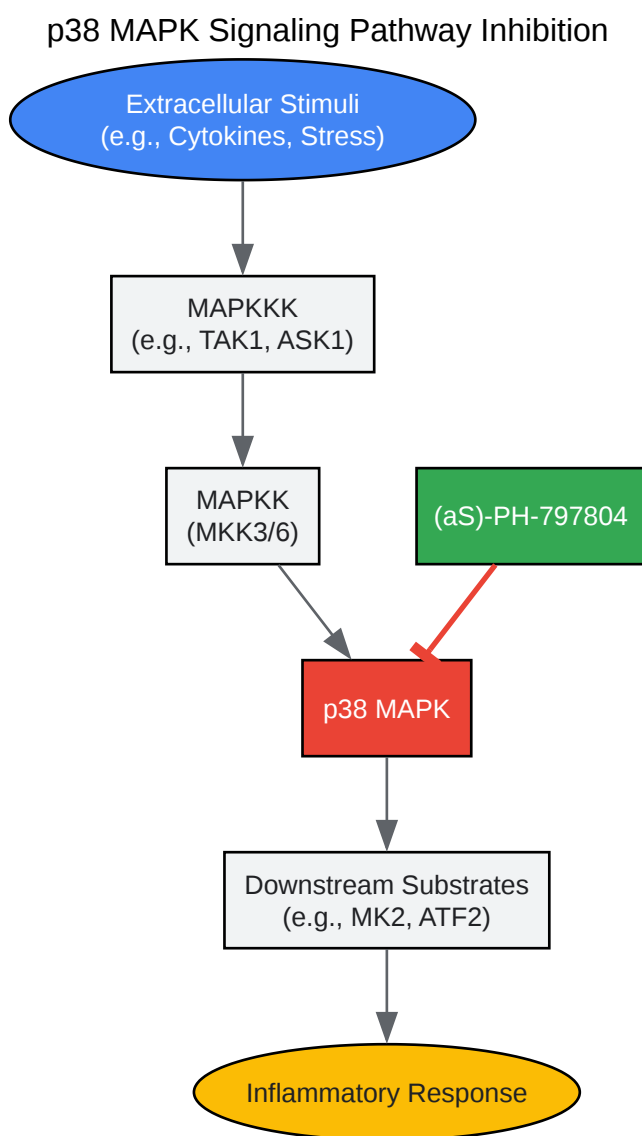 p38 MAPK Signaling Pathway Inhibition
Extracellular Stimuli
(e.g., Cytokines, Stress)
MAPKKK
(e.g., TAK1, ASK1)
MAPKK
(MKK3/6)
(aS)-PH-797804
p38 MAPK
Downstream Substrates
(e.g., MK2, ATF2)
Inflammatory Response